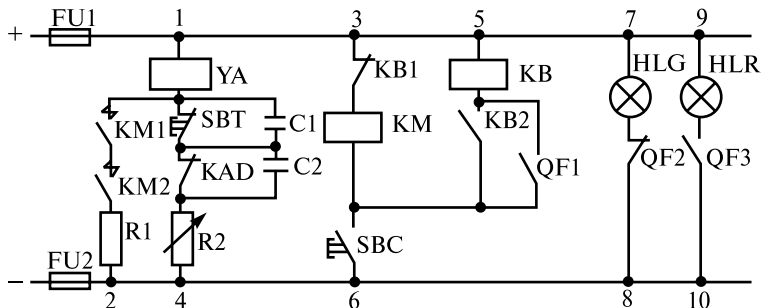 FU1 1 3 5 7 9
+
YA KB1 KB HLG HLR
KM1 SBT C1 KM KB2
KM2 KAD C2 QF1 QF2 QF3
R1 R2 SBC
FU2
−
2 4 6 8 10